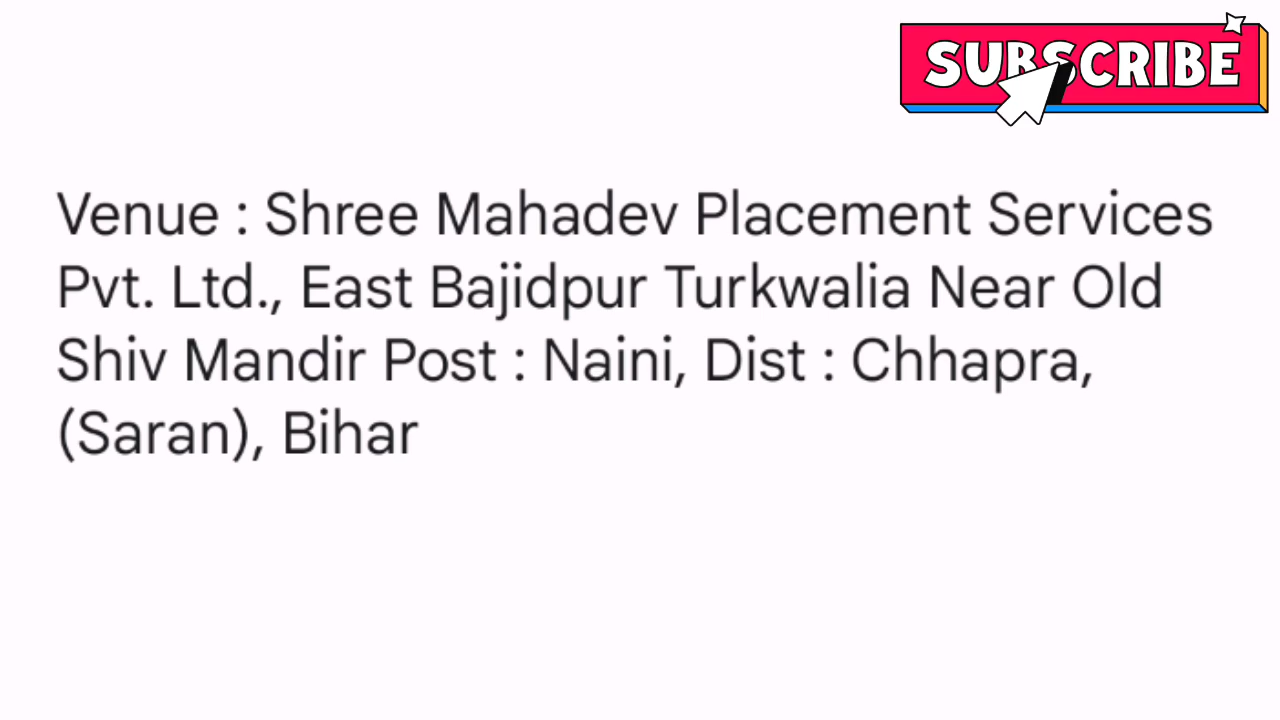 SUBSCRIBE
Venue : Shree Mahadev Placement Services
Pvt. Ltd., East Bajidpur Turkwalia Near Old
Shiv Mandir Post : Naini, Dist : Chhapra,
(Saran), Bihar